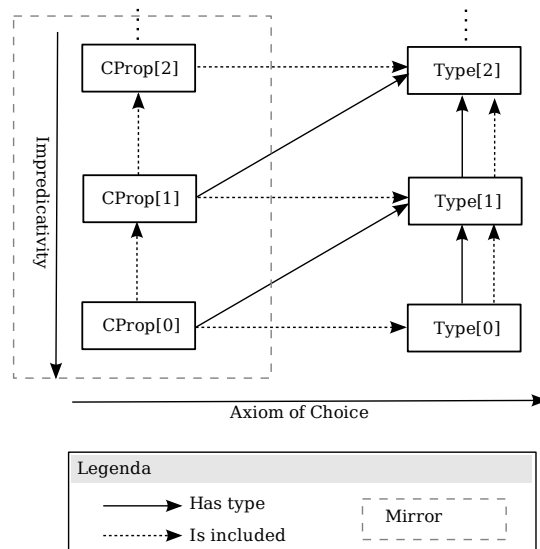 CProp[2]
Type[2]
Impredicativity
CProp[1]
Type[1]
CProp[0]
Type[0]
Axiom of Choice
Legenda
Has type
Mirror
Is included